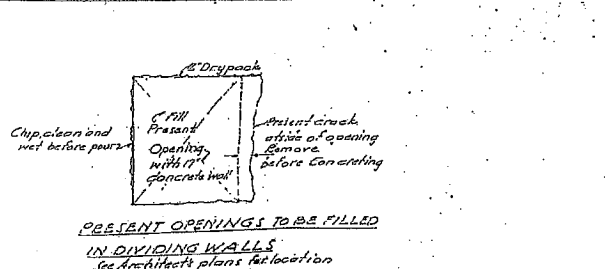 2" Drypack
Chip, clean and
wet before pour
Fill
Present
Opening
with
concrete wall
Present crack
at side of opening
Remove
before Concreting
PRESENT OPENINGS TO BE FILLED
IN DIVIDING WALLS
See Architect's plans for location